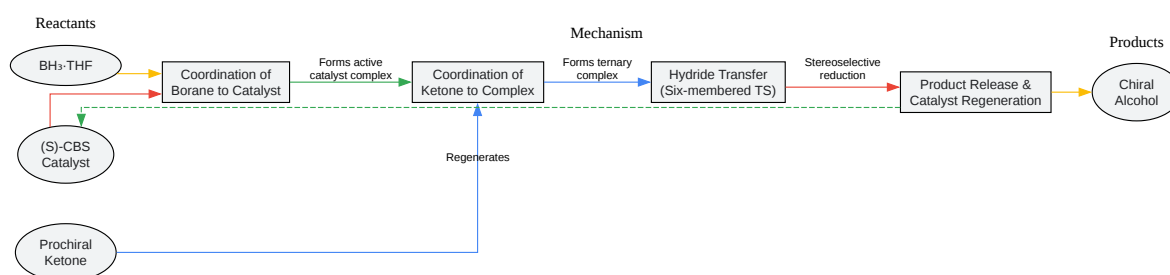 Reactants
Mechanism
Products
BH₃·THF
Coordination of
Borane to Catalyst
Forms active
catalyst complex
Coordination of
Ketone to Complex
Forms ternary
complex
Hydride Transfer
(Six-membered TS)
Stereoselective
reduction
Product Release &
Catalyst Regeneration
Chiral
Alcohol
(S)-CBS
Catalyst
Regenerates
Prochiral
Ketone